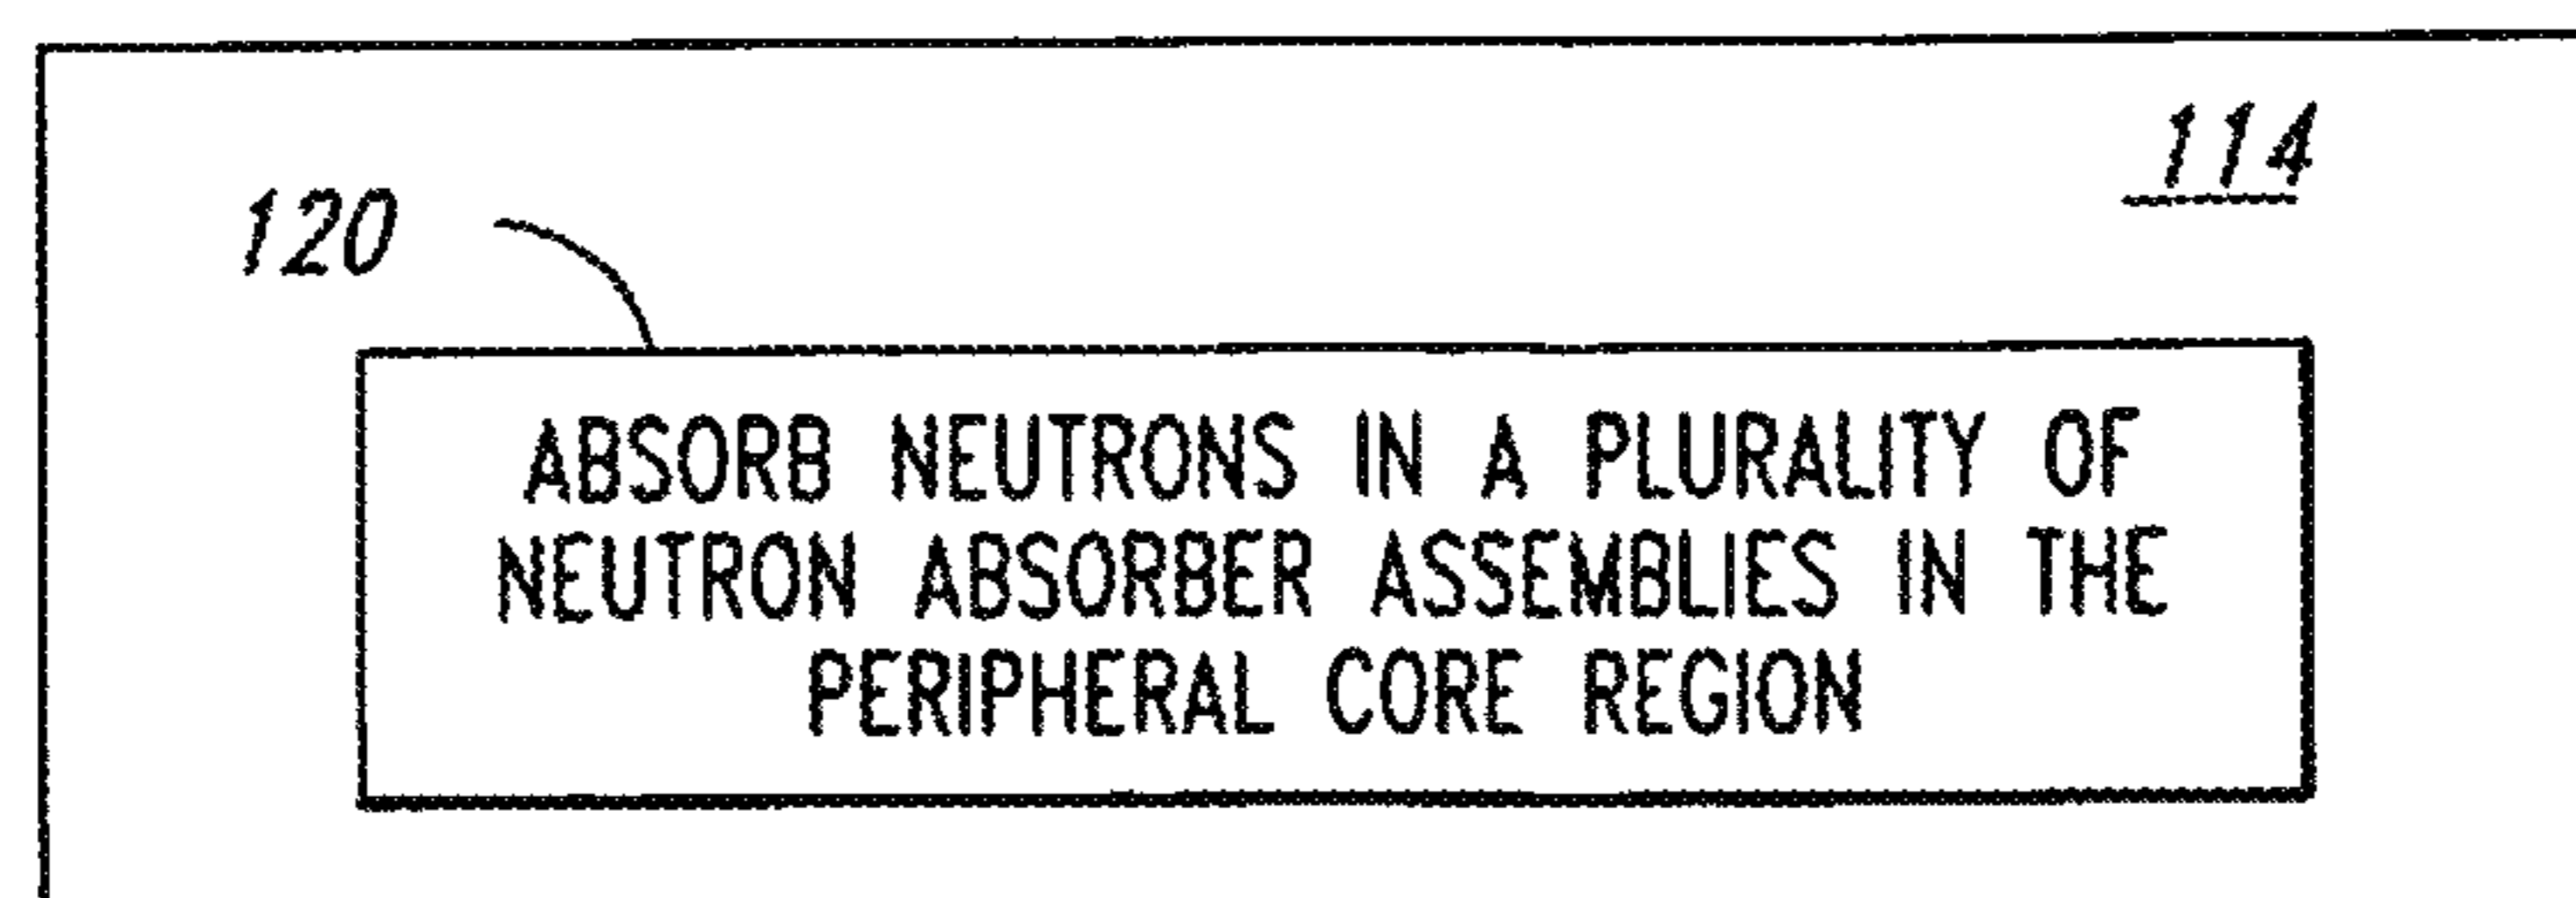 114
120
ABSORB NEUTRONS IN A PLURALITY OF
NEUTRON ABSORBER ASSEMBLIES IN THE
PERIPHERAL CORE REGION